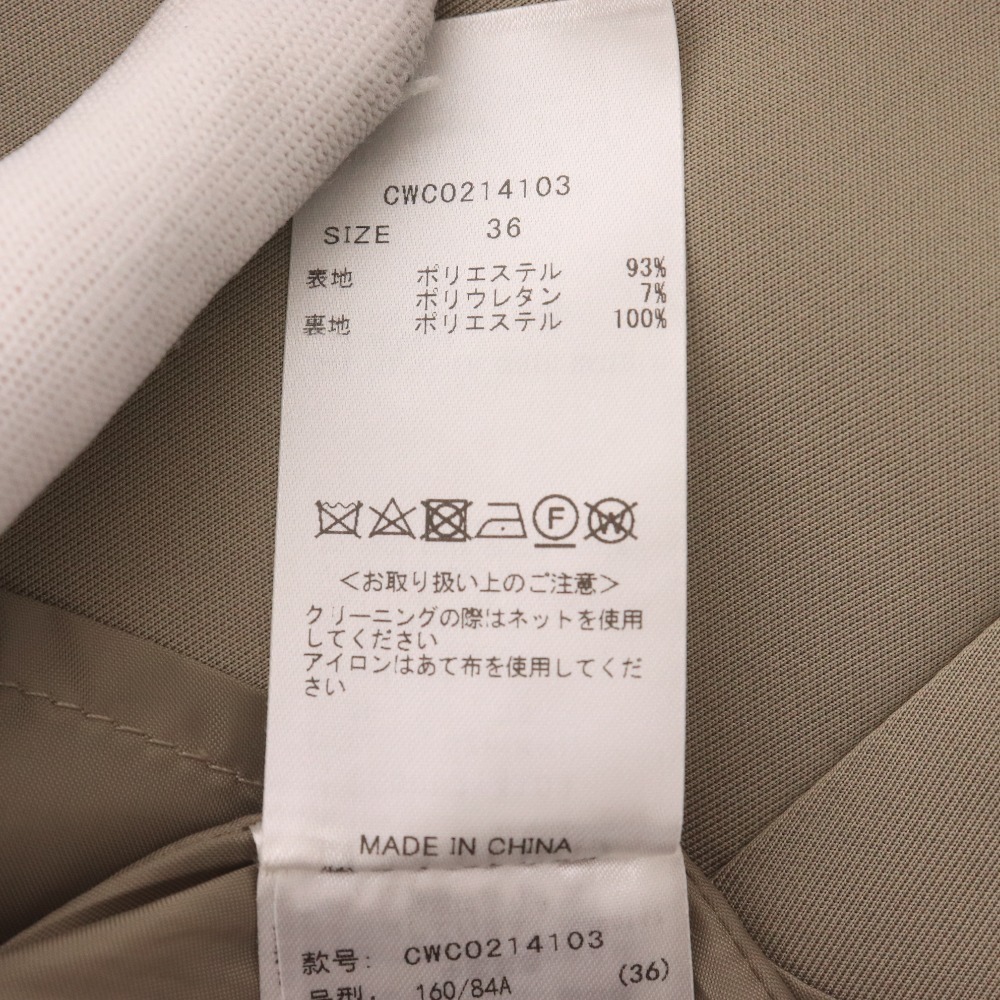 CWC0214103
SIZE 36
表地 ポリエステル 93%
ポリウレタン 7%
裏地 ポリエステル 100%
F W
＜お取り扱い上のご注意＞
クリーニングの際はネットを使用
してください
アイロンはあて布を使用してくだ
さい
MADE IN CHINA
款号: CWC0214103
号型: 160/84A (36)